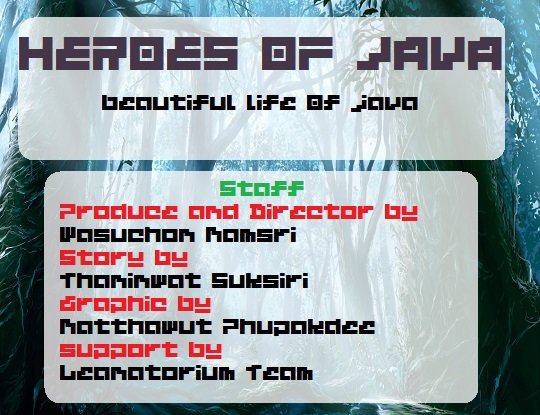 HEROES OF JAVA
beautiful life Of java
Staff
Produce and Director by
Wasuchon Namsri
Story by
Thaninwat Suksiri
Graphic by
Natthawut Phupakdee
support by
Leanatorium Team